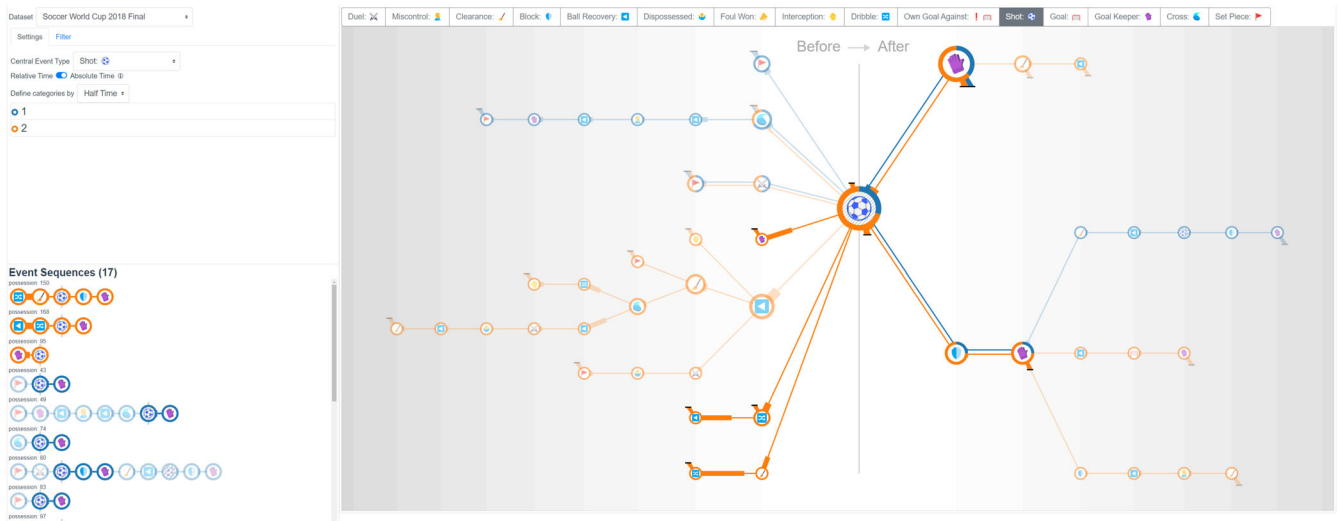 Dataset Soccer World Cup 2018 Final
Duel: Miscontrol: Clearance: Block: Ball Recovery: Dispossessed: Foul Won: Interception: Dribble: Own Goal Against: Shot: Goal: Goal Keeper: Cross: Set Piece:
Settings Filter
Before → After
Central Event Type Shot:
Relative Time Absolute Time
Define categories by Half Time
1
2
Event Sequences (17)
possession: 150
possession: 168
possession: 95
possession: 43
possession: 49
possession: 74
possession: 80
possession: 83
possession: 97